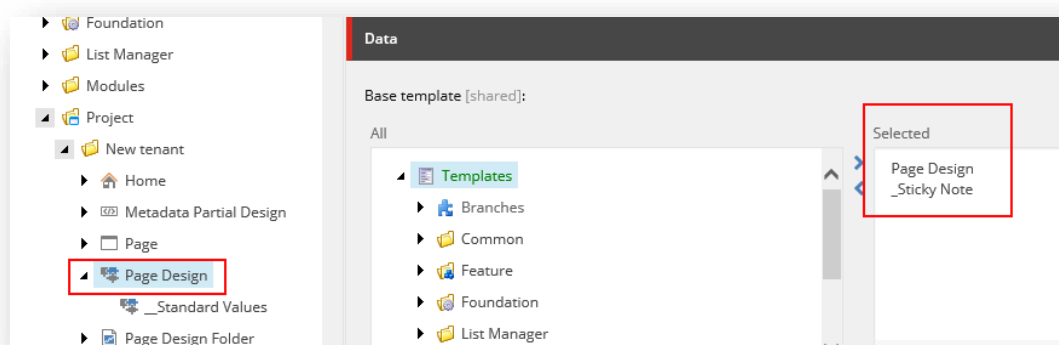 Foundation
List Manager
Modules
Project
New tenant
Home
Metadata Partial Design
Page
Page Design
__Standard Values
Page Design Folder
Data
Base template [shared]:
All
Templates
Branches
Common
Feature
Foundation
List Manager
Selected
Page Design
_Sticky Note